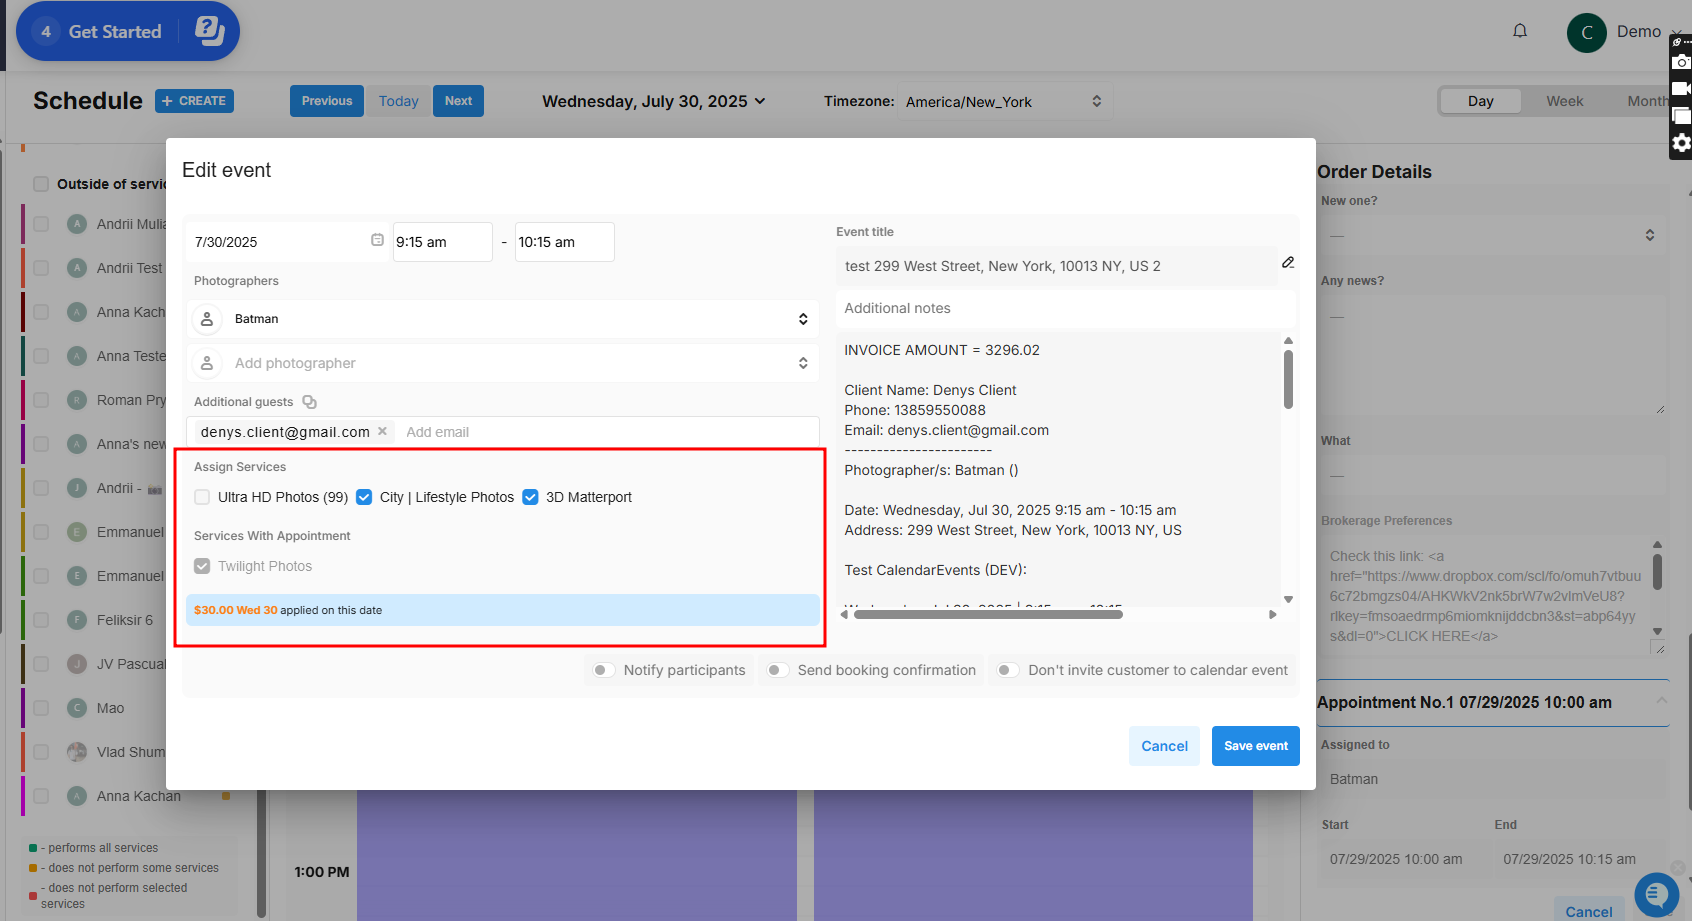 4 Get Started
C Demo
Schedule + CREATE Previous Today Next Wednesday, July 30, 2025 Timezone: America/New_York Day Week Month
Outside of servic
A Andrii Mulia
A Andrii Test
A Anna Kach
A Anna Teste
R Roman Pry
A Anna's new
J Andrii -
E Emmanuel
E Emmanuel
F Feliksir 6
J JV Pascual
C Mao
Vlad Shum
A Anna Kachan
- performs all services
- does not perform some services
- does not perform selected
services
1:00 PM
Edit event
7/30/2025 9:15 am - 10:15 am
Photographers
Batman
Add photographer
Additional guests
denys.client@gmail.com Add email
Assign Services
Ultra HD Photos (99) City | Lifestyle Photos 3D Matterport
Services With Appointment
Twilight Photos
$30.00 Wed 30 applied on this date
Event title
test 299 West Street, New York, 10013 NY, US 2
Additional notes
INVOICE AMOUNT = 3296.02
Client Name: Denys Client
Phone: 13859550088
Email: denys.client@gmail.com
-----------------------
Photographer/s: Batman ()
Date: Wednesday, Jul 30, 2025 9:15 am - 10:15 am
Address: 299 West Street, New York, 10013 NY, US
Test CalendarEvents (DEV):
Notify participants Send booking confirmation Don't invite customer to calendar event
Cancel Save event
Order Details
New one?
—
Any news?
—
What
—
Brokerage Preferences
Check this link: <a
href="https://www.dropbox.com/scl/fo/omuh7vtbuu
6c72bmgzs04/AHKWkV2nk5brW7w2vlmVeU8?
rlkey=fmsoaedrmp6miomknijddcbn3&st=abp64yy
s&dl=0">CLICK HERE</a>
Appointment No.1 07/29/2025 10:00 am
Assigned to
Batman
Start End
07/29/2025 10:00 am 07/29/2025 10:15 am
Cancel